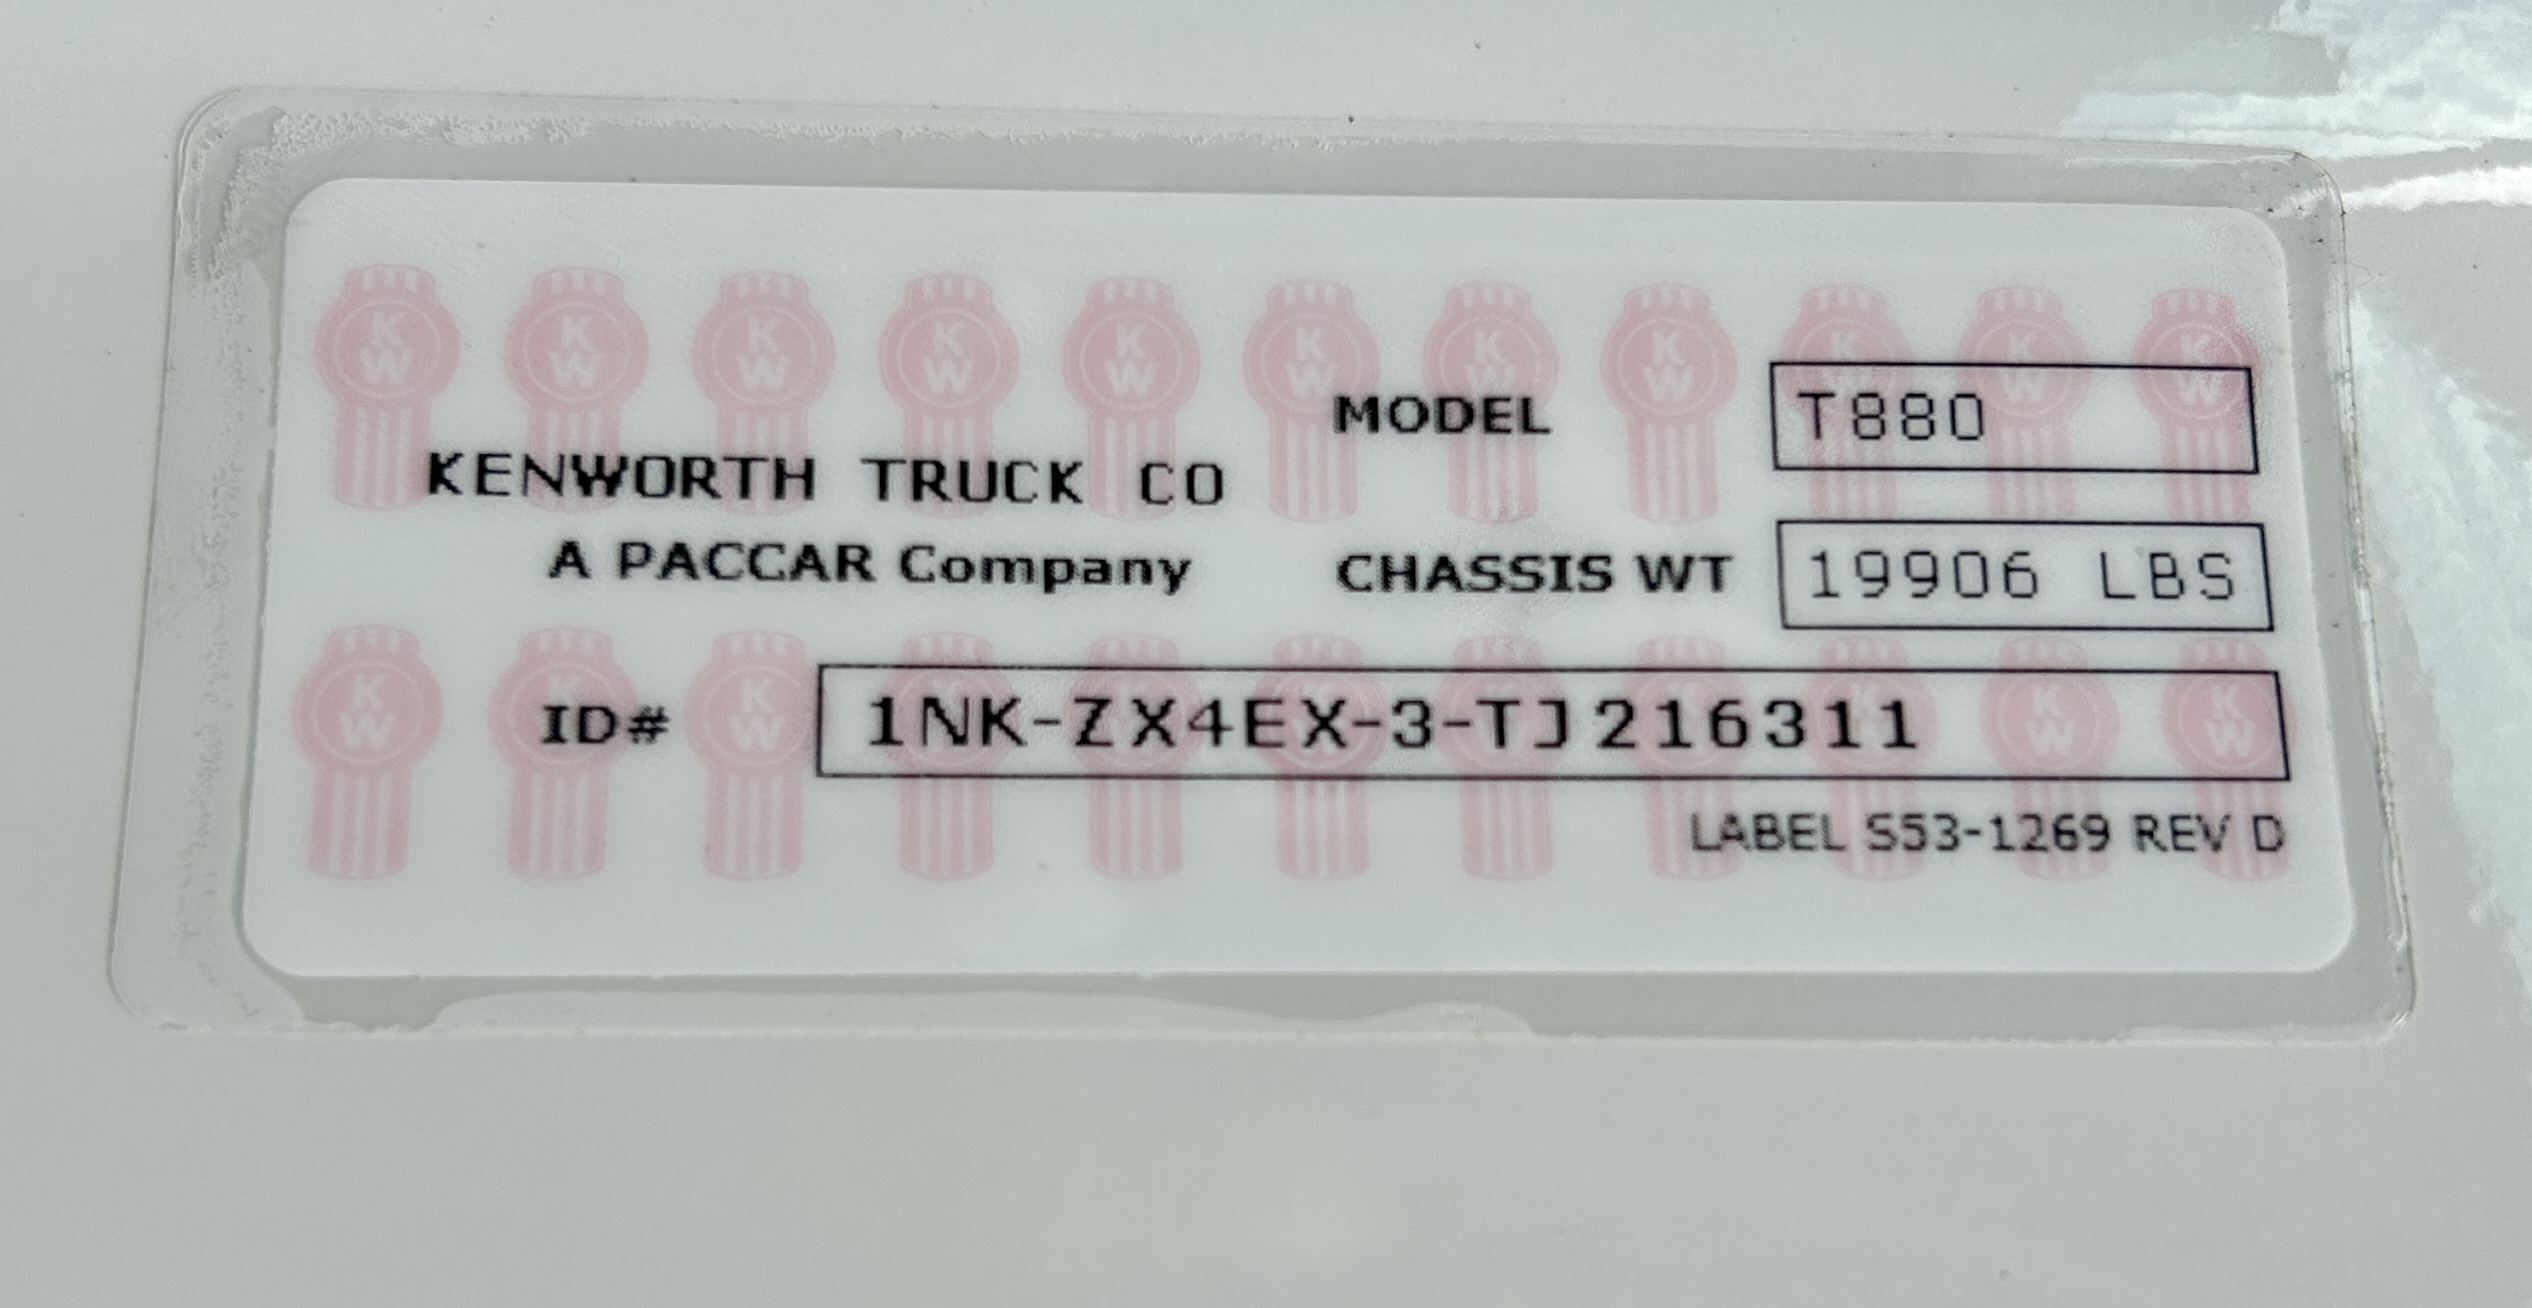 MODEL T880
KENWORTH TRUCK CO
A PACCAR Company
CHASSIS WT 19906 LBS
ID# 1NK-ZX4EX-3-TJ216311
LABEL S53-1269 REV D